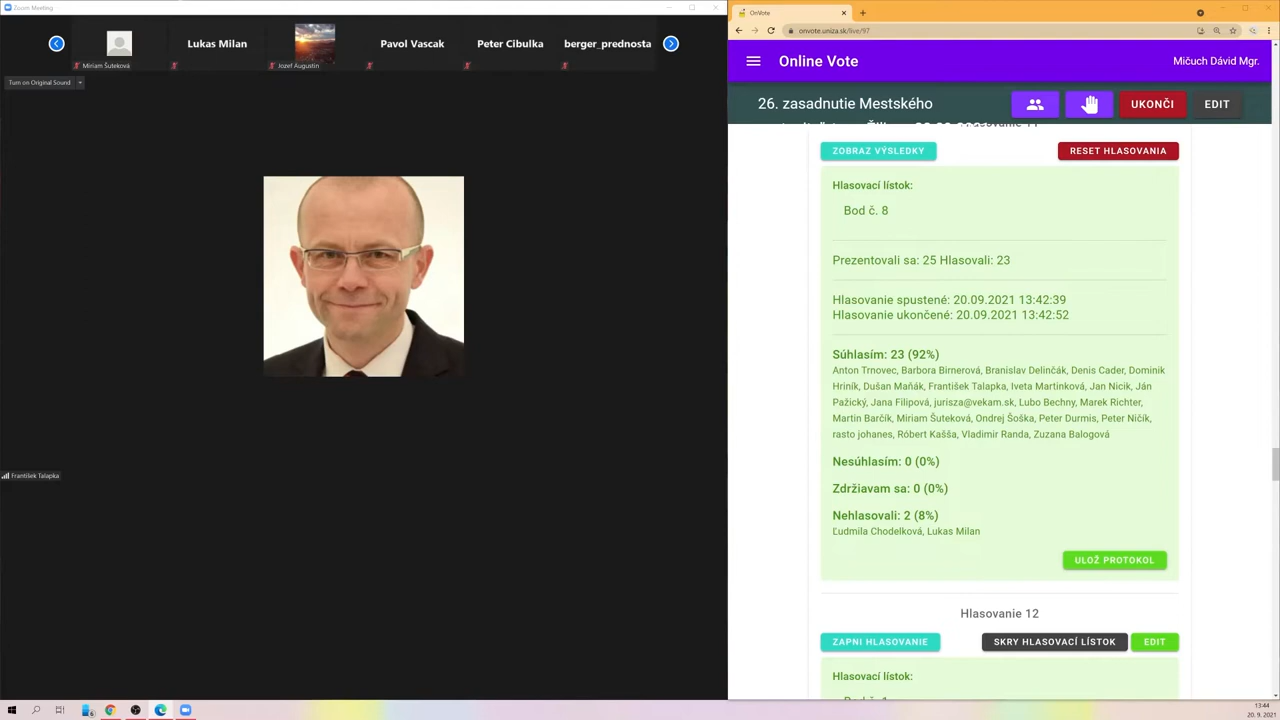 Zoom Meeting
Lukas Milan
Pavol Vascak
Peter Cibulka
berger_prednosta
Miriam Šuteková
Jozef Augustin
Turn on Original Sound
František Talapka
OnVote
onvote.uniza.sk/live/97
Online Vote
Mičuch Dávid Mgr.
26. zasadnutie Mestského
UKONČI
EDIT
ZOBRAZ VÝSLEDKY
RESET HLASOVANIA
Hlasovací lístok:
Bod č. 8
Prezentovali sa: 25 Hlasovali: 23
Hlasovanie spustené: 20.09.2021 13:42:39
Hlasovanie ukončené: 20.09.2021 13:42:52
Súhlasím: 23 (92%)
Anton Trnovec, Barbora Birnerová, Branislav Delinčák, Denis Cader, Dominik
Hriník, Dušan Maňák, František Talapka, Iveta Martinková, Jan Nicik, Ján
Pažický, Jana Filipová, jurisza@vekam.sk, Lubo Bechny, Marek Richter,
Martin Barčík, Miriam Šuteková, Ondrej Šoška, Peter Durmis, Peter Ničík,
rasto johanes, Róbert Kašša, Vladimir Randa, Zuzana Balogová
Nesúhlasím: 0 (0%)
Zdržiavam sa: 0 (0%)
Nehlasovali: 2 (8%)
Ľudmila Chodelková, Lukas Milan
ULOŽ PROTOKOL
Hlasovanie 12
ZAPNI HLASOVANIE
SKRY HLASOVACÍ LÍSTOK
EDIT
Hlasovací lístok:
13:44
20. 9. 2021